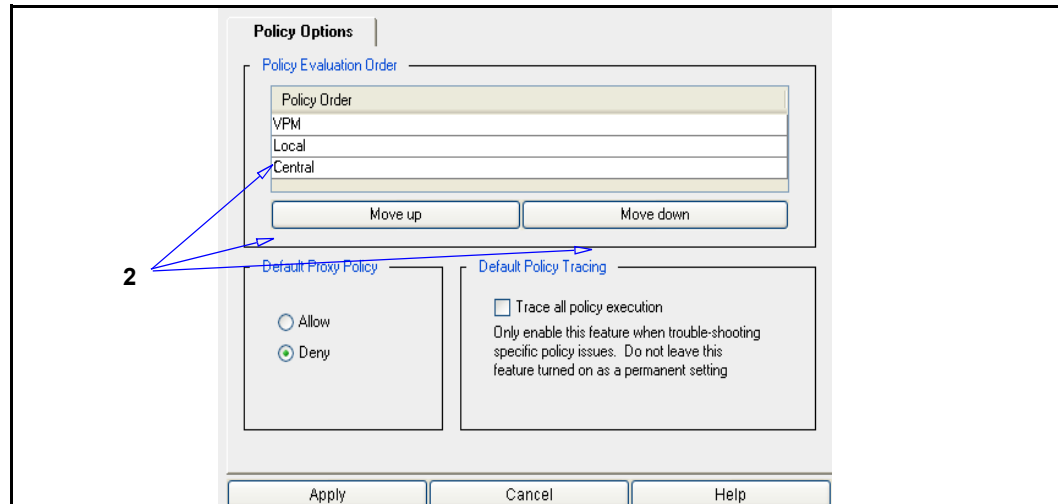 Policy Options
Policy Evaluation Order
Policy Order
VPM
Local
Central
Move up
Move down
2
Default Proxy Policy
Allow
Deny
Default Policy Tracing
Trace all policy execution
Only enable this feature when trouble-shooting
specific policy issues. Do not leave this
feature turned on as a permanent setting
Apply
Cancel
Help